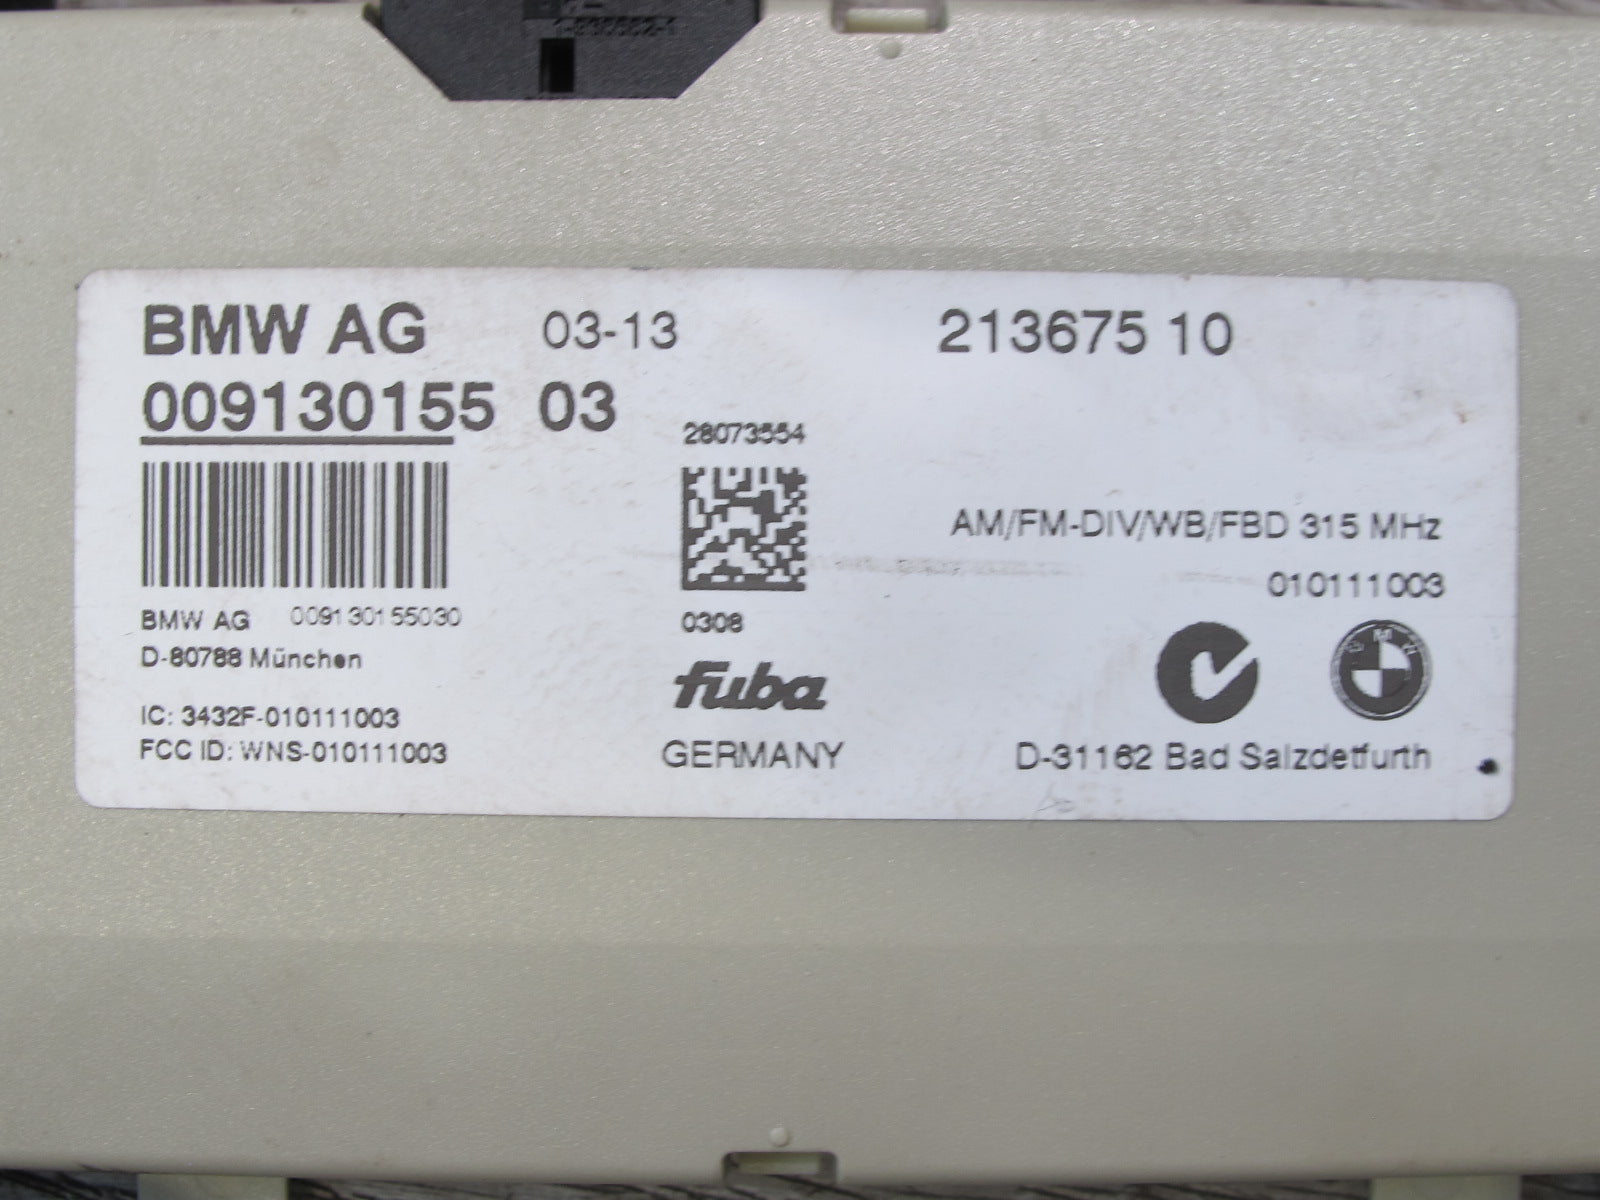 BMW AG 03-13 213675 10
009130155 03
28073554
AM/FM-DIV/WB/FBD 315 MHz
010111003
BMW AG 009130155030
0308
D-80788 München
fuba
IC: 3432F-010111003
FCC ID: WNS-010111003
GERMANY
D-31162 Bad Salzdetfurth